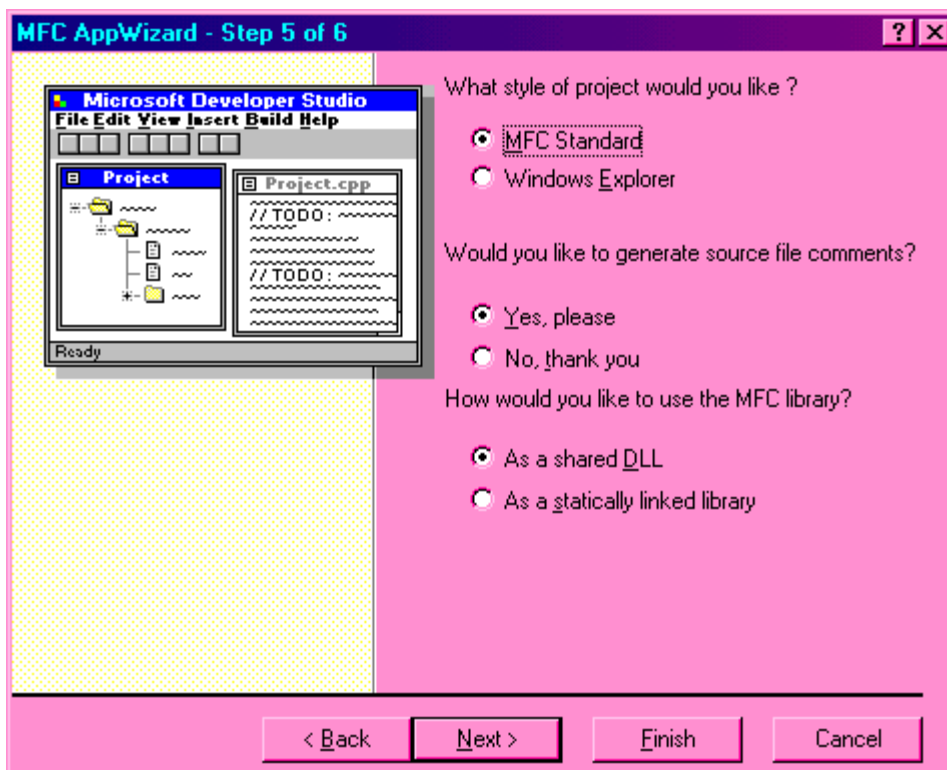 MFC AppWizard - Step 5 of 6
Microsoft Developer Studio
File Edit View Insert Build Help
Project
Project.cpp
//TODO:
//TODO:
Ready
What style of project would you like ?
MFC Standard
Windows Explorer
Would you like to generate source file comments?
Yes, please
No, thank you
How would you like to use the MFC library?
As a shared DLL
As a statically linked library
< Back
Next >
Finish
Cancel